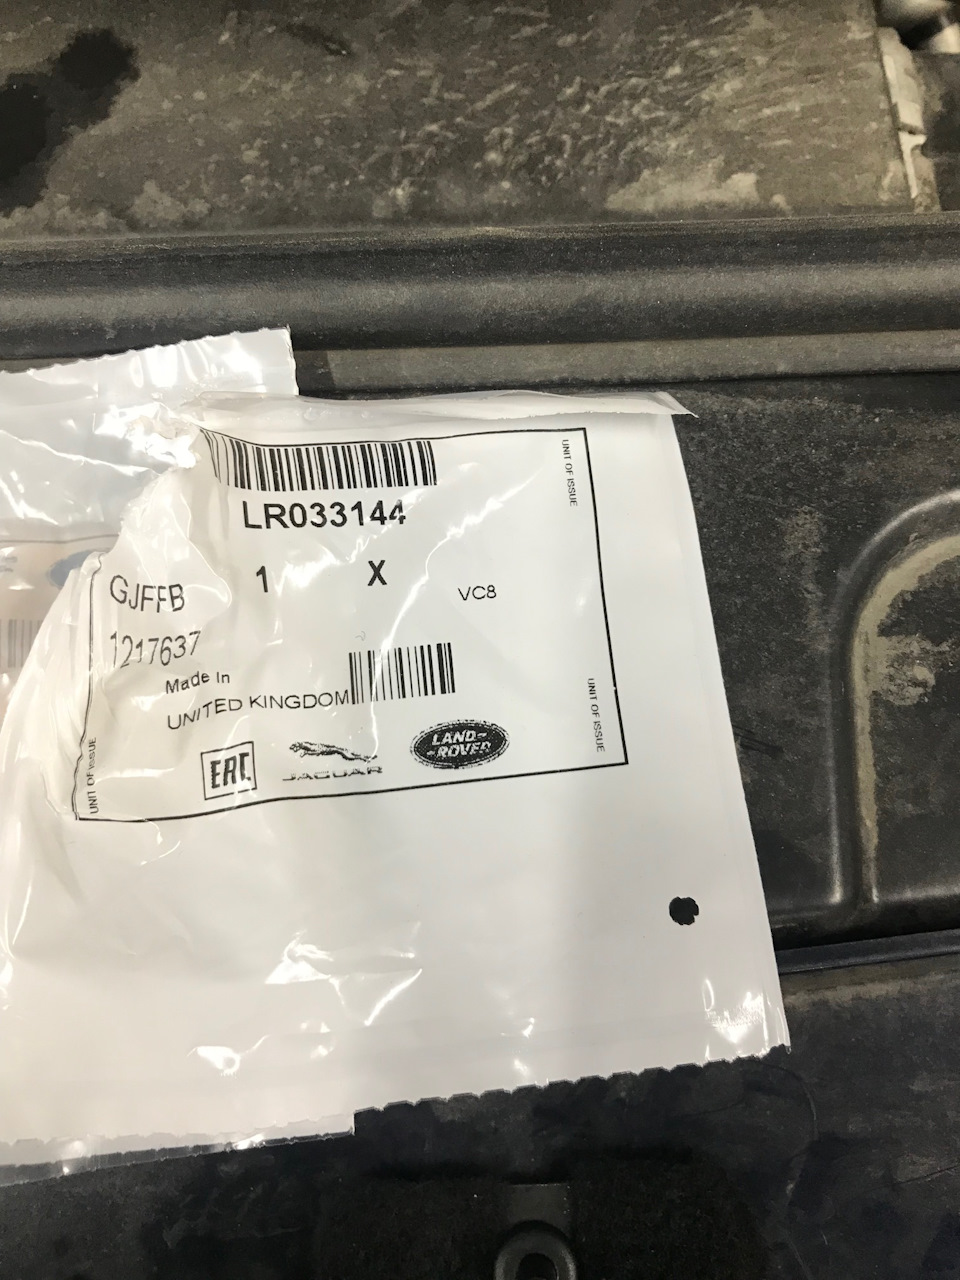 UNIT OF ISSUE
LR033144
1 X
GJFFB
VC8
1217637
Made In
UNITED KINGDOM
UNIT OF ISSUE
UNIT OF ISSUE
EAC
JAGUAR
LAND-
-ROVER